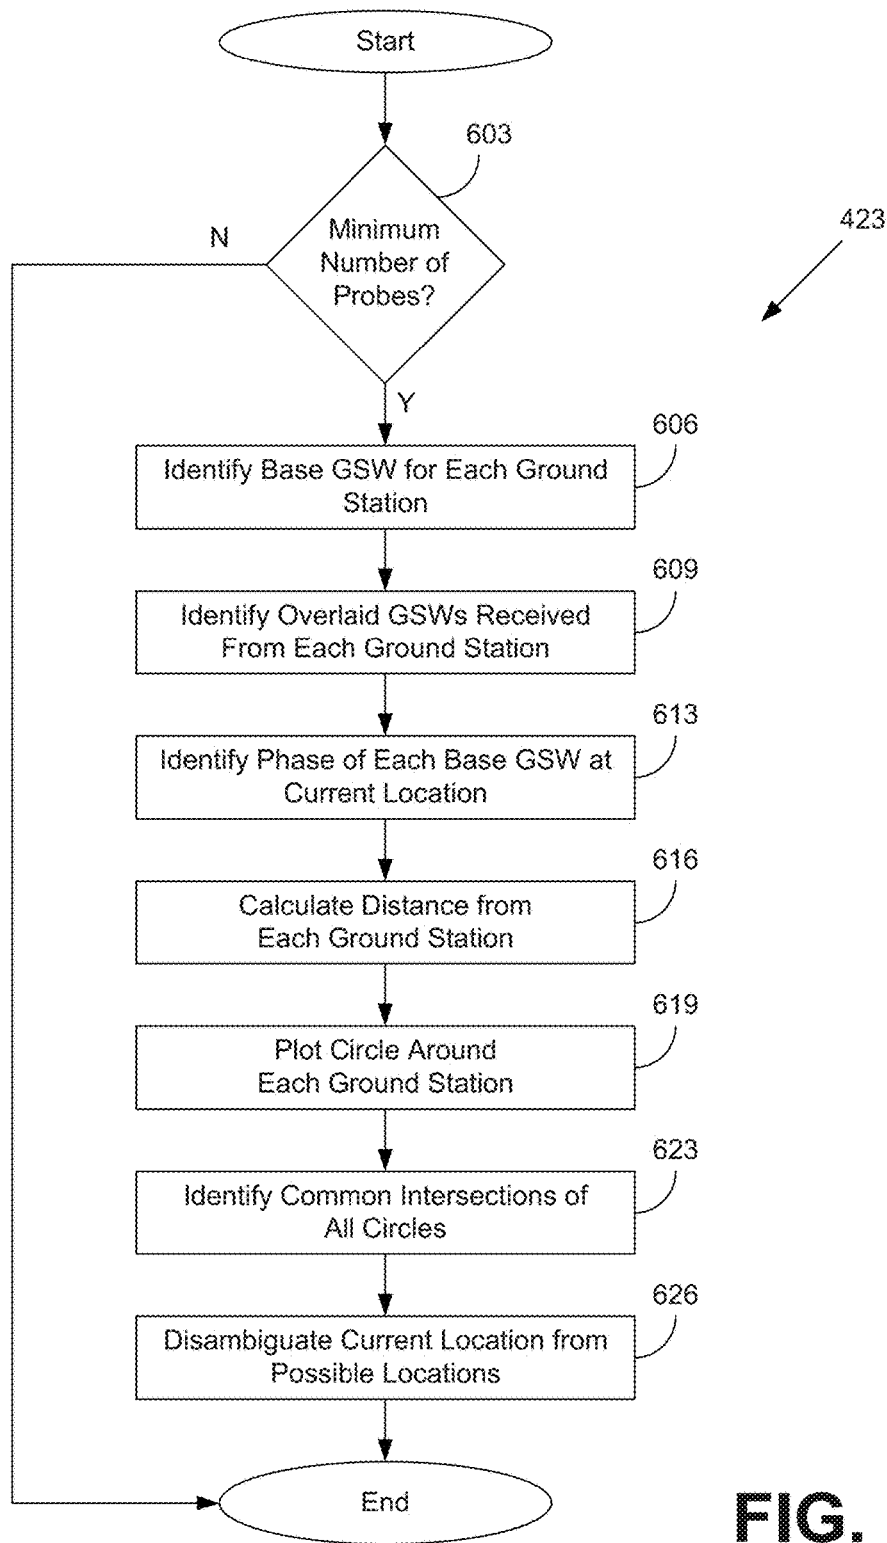 Start
603
Minimum
Number of
Probes?
N
423
Y
606
Identify Base GSW for Each Ground
Station
609
Identify Overlaid GSWs Received
From Each Ground Station
613
Identify Phase of Each Base GSW at
Current Location
616
Calculate Distance from
Each Ground Station
619
Plot Circle Around
Each Ground Station
623
Identify Common Intersections of
All Circles
626
Disambiguate Current Location from
Possible Locations
End
FIG.